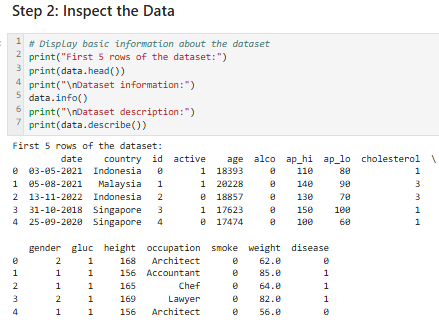 Step 2: Inspect the Data
1 # Display basic information about the dataset
2 print("First 5 rows of the dataset:")
3 print(data.head())
4 print("\nDataset information:")
5 data.info()
6 print("\nDataset description:")
7 print(data.describe())
First 5 rows of the dataset:
date country id active age alco ap_hi ap_lo cholesterol \
0 03-05-2021 Indonesia 0 1 18393 0 110 80 1
1 05-08-2021 Malaysia 1 1 20228 0 140 90 3
2 13-11-2022 Indonesia 2 0 18857 0 130 70 3
3 31-10-2018 Singapore 3 1 17623 0 150 100 1
4 25-09-2020 Singapore 4 0 17474 0 100 60 1
gender gluc height occupation smoke weight disease
0 2 1 168 Architect 0 62.0 0
1 1 1 156 Accountant 0 85.0 1
2 1 1 165 Chef 0 64.0 1
3 2 1 169 Lawyer 0 82.0 1
4 1 1 156 Architect 0 56.0 0